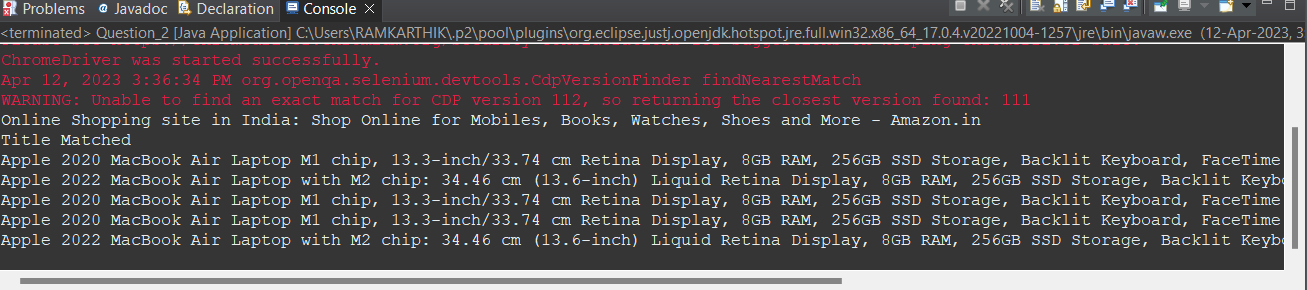 Problems @ Javadoc Declaration Console
<terminated> Question_2 [Java Application] C:\Users\RAMKARTHIK\.p2\pool\plugins\org.eclipse.justj.openjdk.hotspot.jre.full.win32.x86_64_17.0.4.v20221004-1257\jre\bin\javaw.exe (12-Apr-2023, 3
ChromeDriver was started successfully.
Apr 12, 2023 3:36:34 PM org.openqa.selenium.devtools.CdpVersionFinder findNearestMatch
WARNING: Unable to find an exact match for CDP version 112, so returning the closest version found: 111
Online Shopping site in India: Shop Online for Mobiles, Books, Watches, Shoes and More - Amazon.in
Title Matched
Apple 2020 MacBook Air Laptop M1 chip, 13.3-inch/33.74 cm Retina Display, 8GB RAM, 256GB SSD Storage, Backlit Keyboard, FaceTime
Apple 2022 MacBook Air Laptop with M2 chip: 34.46 cm (13.6-inch) Liquid Retina Display, 8GB RAM, 256GB SSD Storage, Backlit Keybo
Apple 2020 MacBook Air Laptop M1 chip, 13.3-inch/33.74 cm Retina Display, 8GB RAM, 256GB SSD Storage, Backlit Keyboard, FaceTime
Apple 2020 MacBook Air Laptop M1 chip, 13.3-inch/33.74 cm Retina Display, 8GB RAM, 256GB SSD Storage, Backlit Keyboard, FaceTime
Apple 2022 MacBook Air Laptop with M2 chip: 34.46 cm (13.6-inch) Liquid Retina Display, 8GB RAM, 256GB SSD Storage, Backlit Keybo